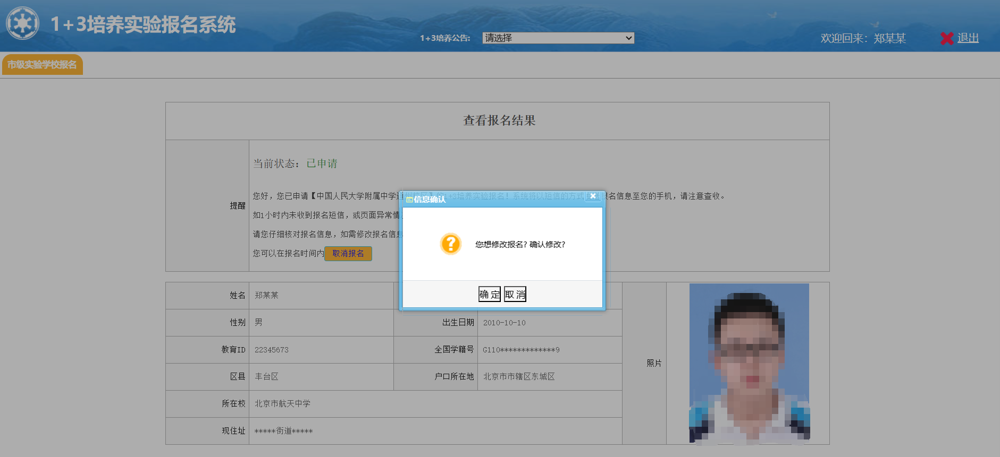 1+3培养实验报名系统
1+3培养公告: 请选择
欢迎回来: 郑某某 退出
市级实验学校报名
查看报名结果
当前状态: 已申请
提醒
您好，您已申请【中国人民大学附属中学通州校区】的1+3培养实验报名！系统将以短信的方式 报名信息至您的手机，请注意查收。
如1小时内未收到报名短信，或页面异常情
请您仔细核对报名信息，如需修改报名信息
您可以在报名时间内 取消报名
信息确认
您想修改报名? 确认修改?
确 定 取 消
姓名 郑某某
性别 男 出生日期 2010-10-10
教育ID 22345673 全国学籍号 G110*************9
区县 丰台区 户口所在地 北京市市辖区东城区
照片
所在校 北京市航天中学
现住址 *****街道*****